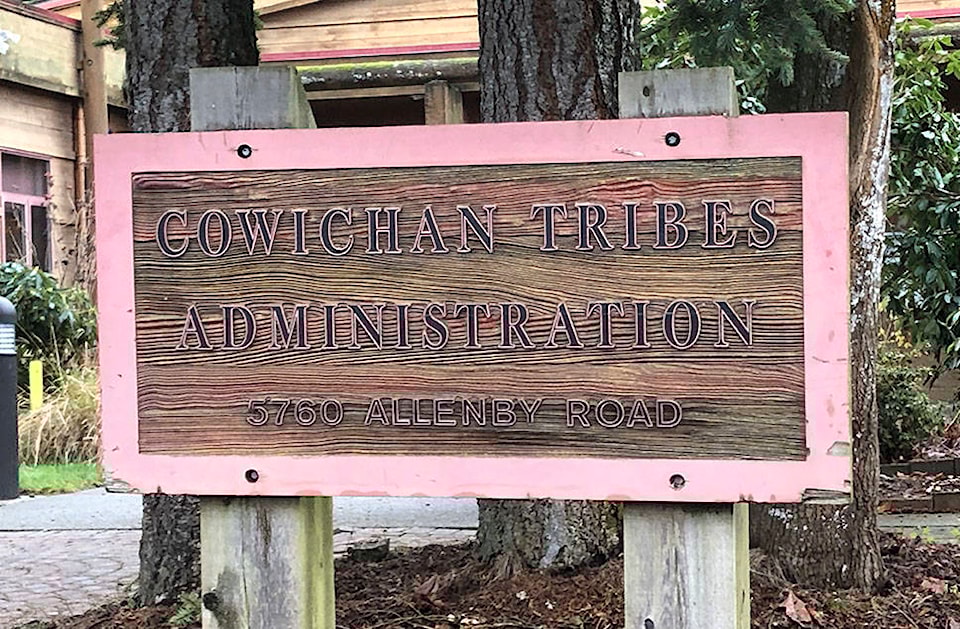 COWICHAN TRIBES
ADMINISTRATION
5760 ALLENBY ROAD